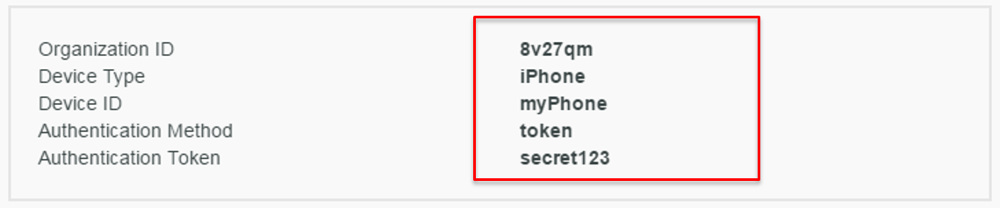 Organization ID 8v27qm
Device Type iPhone
Device ID myPhone
Authentication Method token
Authentication Token secret123